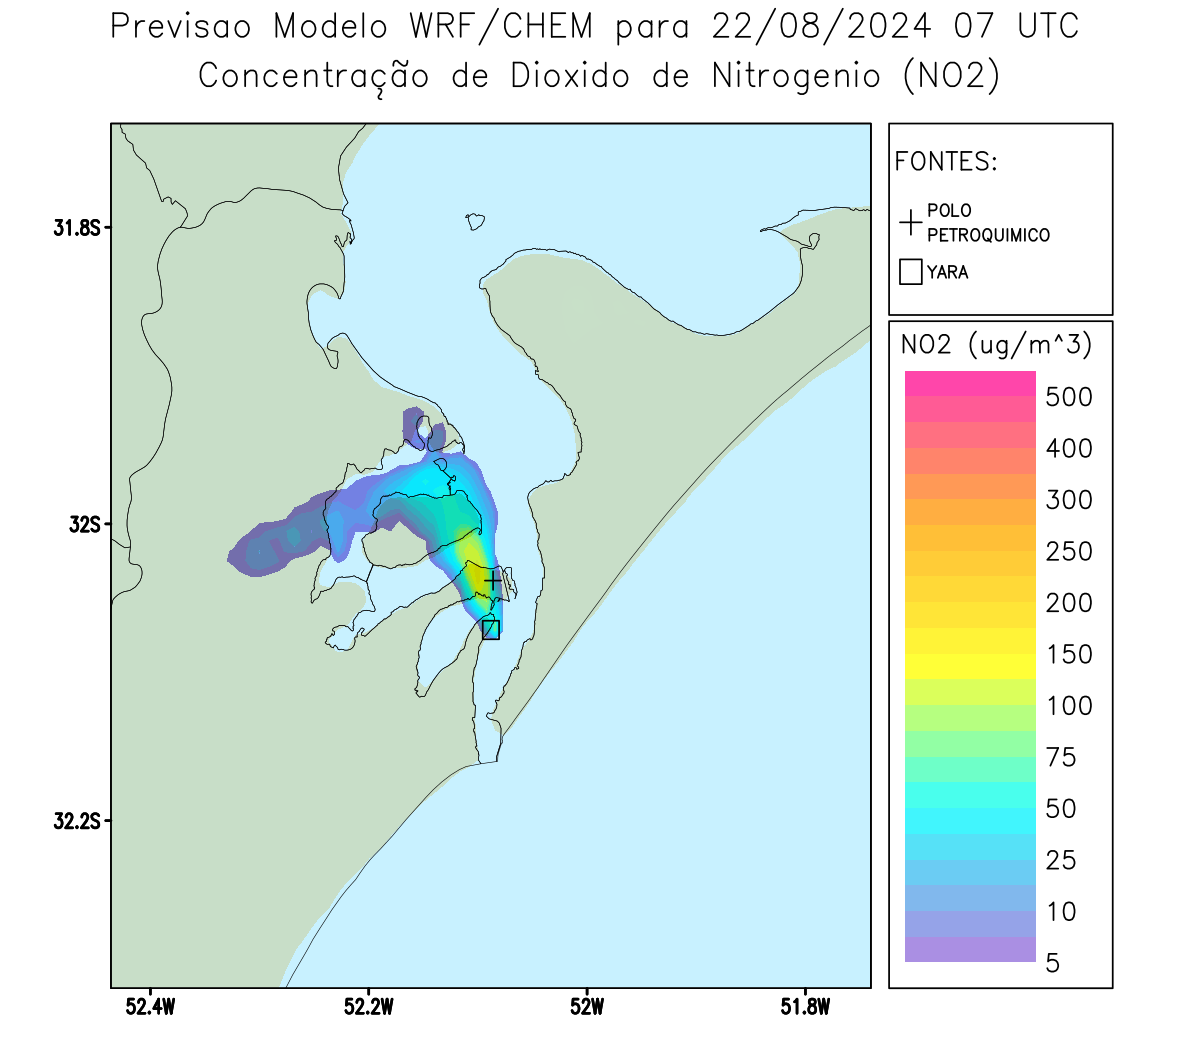 Previsao Modelo WRF/CHEM para 22/08/2024 07 UTC
Concentração de Dioxido de Nitrogenio (NO2)
FONTES:
POLO
PETROQUIMICO
YARA
NO2 (ug/m^3)
500
400
300
250
200
150
100
75
50
25
10
5
31.8S
32S
32.2S
52.4W
52.2W
52W
51.8W